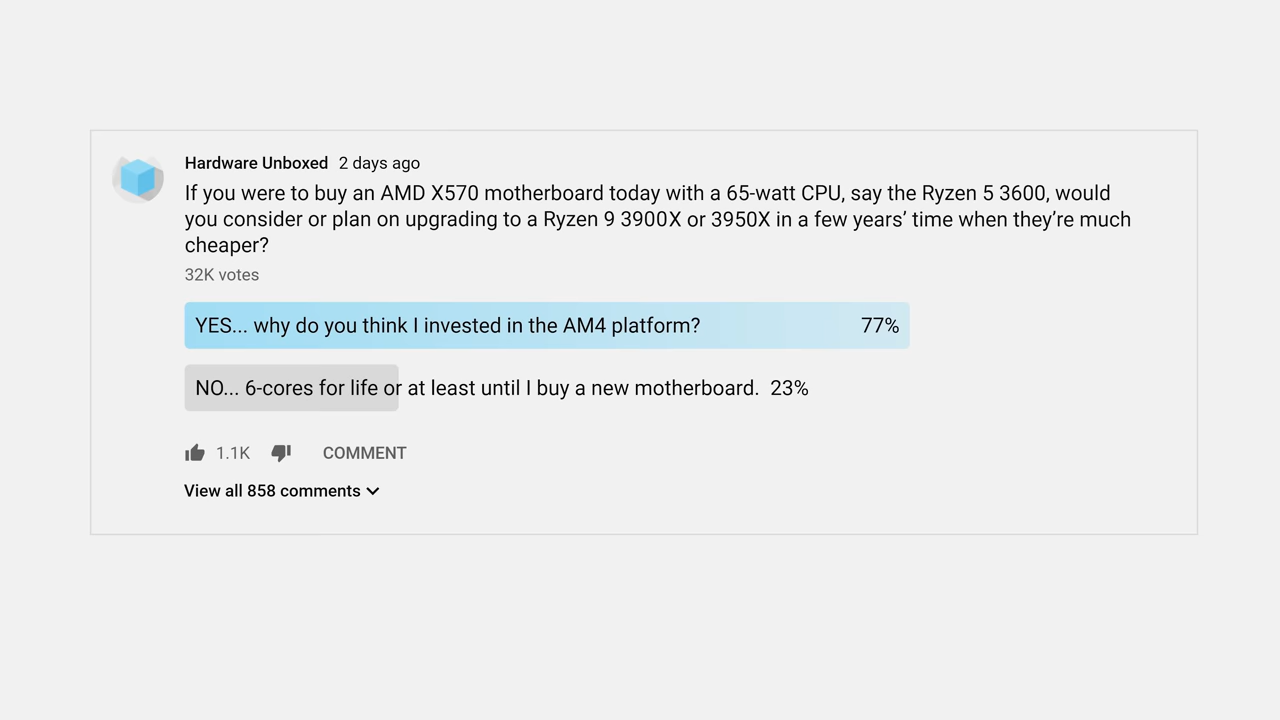 Hardware Unboxed 2 days ago
If you were to buy an AMD X570 motherboard today with a 65-watt CPU, say the Ryzen 5 3600, would
you consider or plan on upgrading to a Ryzen 9 3900X or 3950X in a few years’ time when they’re much
cheaper?
32K votes
YES... why do you think I invested in the AM4 platform? 77%
NO... 6-cores for life or at least until I buy a new motherboard. 23%
1.1K COMMENT
View all 858 comments